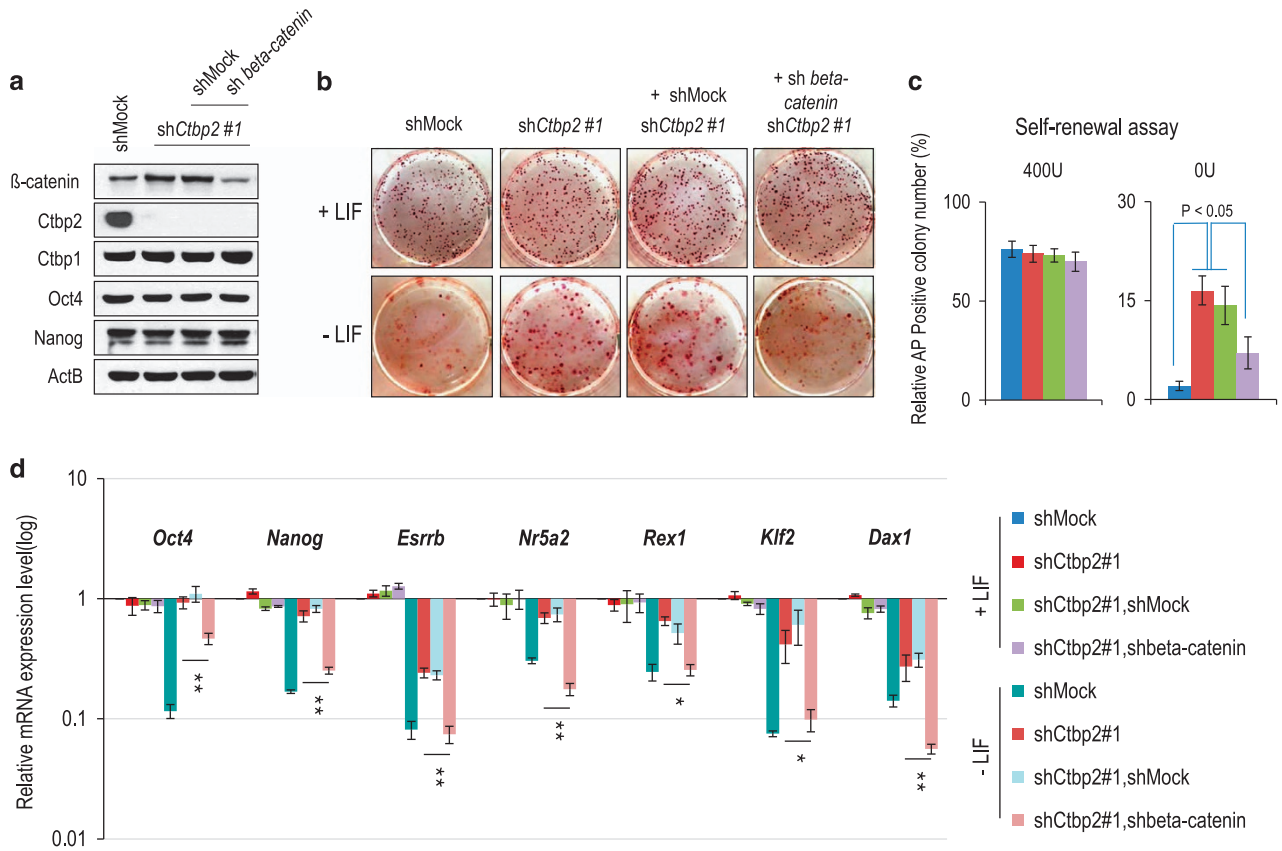 a
shMock
shMock
sh beta-catenin
shCtbp2 #1
ß-catenin
Ctbp2
Ctbp1
Oct4
Nanog
ActB
b
shMock
shCtbp2 #1
+ shMock
shCtbp2 #1
+ sh beta-
catenin
shCtbp2 #1
+ LIF
- LIF
c
Self-renewal assay
Relative AP Positive colony number (%)
400U
100
50
0
0U
30
15
0
P < 0.05
d
Relative mRNA expression level(log)
10
1
0.1
0.01
Oct4
Nanog
Esrrb
Nr5a2
Rex1
Klf2
Dax1
**
**
**
**
*
*
**
+ LIF
shMock
shCtbp2#1
shCtbp2#1,shMock
shCtbp2#1,shbeta-catenin
- LIF
shMock
shCtbp2#1
shCtbp2#1,shMock
shCtbp2#1,shbeta-catenin